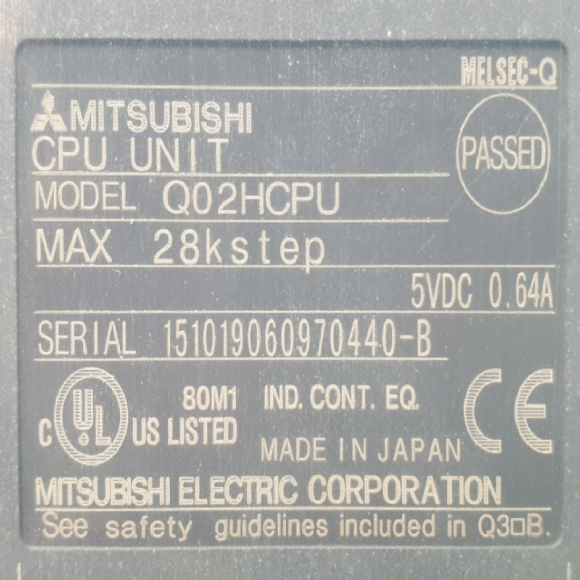 MELSEC-Q
MITSUBISHI
CPU UNIT
PASSED
MODEL Q02HCPU
MAX 28kstep
5VDC 0.64A
SERIAL 151019060970440-B
C UL US LISTED 80M1 IND. CONT. EQ.
CE
MADE IN JAPAN
MITSUBISHI ELECTRIC CORPORATION
See safety guidelines included in Q3□B.